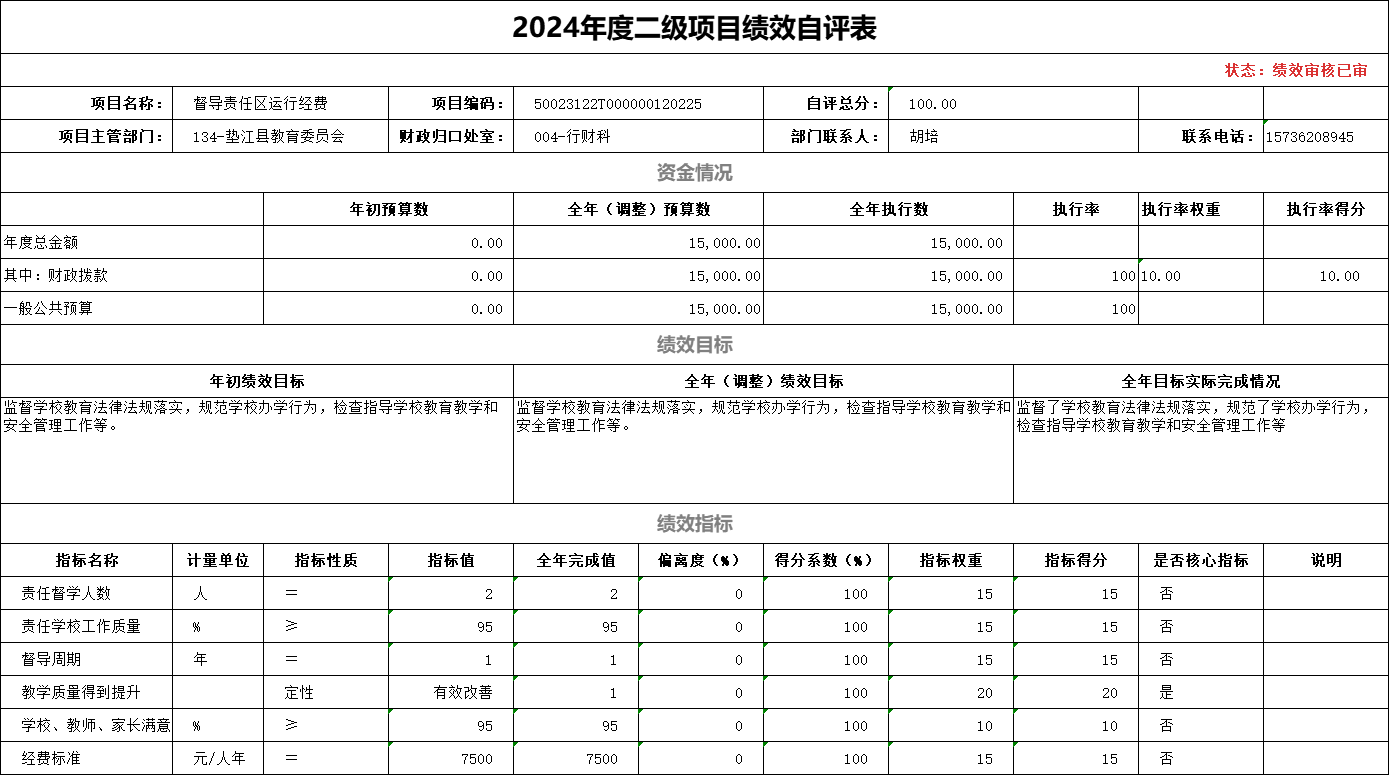 2024年度二级项目绩效自评表
状态：绩效审核已审
项目名称： 督导责任区运行经费 项目编码： 50023122T000000120225 自评总分： 100.00
项目主管部门： 134-垫江县教育委员会 财政归口处室： 004-行财科 部门联系人： 胡培 联系电话： 15736208945
资金情况
年初预算数 全年（调整）预算数 全年执行数 执行率 执行率权重 执行率得分
年度总金额 0.00 15,000.00 15,000.00
其中：财政拨款 0.00 15,000.00 15,000.00 100 10.00 10.00
一般公共预算 0.00 15,000.00 15,000.00 100
绩效目标
年初绩效目标 全年（调整）绩效目标 全年目标实际完成情况
监督学校教育法律法规落实，规范学校办学行为，检查指导学校教育教学和 监督学校教育法律法规落实，规范学校办学行为，检查指导学校教育教学和 监督了学校教育法律法规落实，规范了学校办学行为，
安全管理工作等。 安全管理工作等。 检查指导学校教育教学和安全管理工作等
绩效指标
指标名称 计量单位 指标性质 指标值 全年完成值 偏离度（%） 得分系数（%） 指标权重 指标得分 是否核心指标 说明
责任督学人数 人 ＝ 2 2 0 100 15 15 否
责任学校工作质量 % ≥ 95 95 0 100 15 15 否
督导周期 年 ＝ 1 1 0 100 15 15 否
教学质量得到提升 定性 有效改善 1 0 100 20 20 是
学校、教师、家长满意 % ≥ 95 95 0 100 10 10 否
经费标准 元/人年 ＝ 7500 7500 0 100 15 15 否